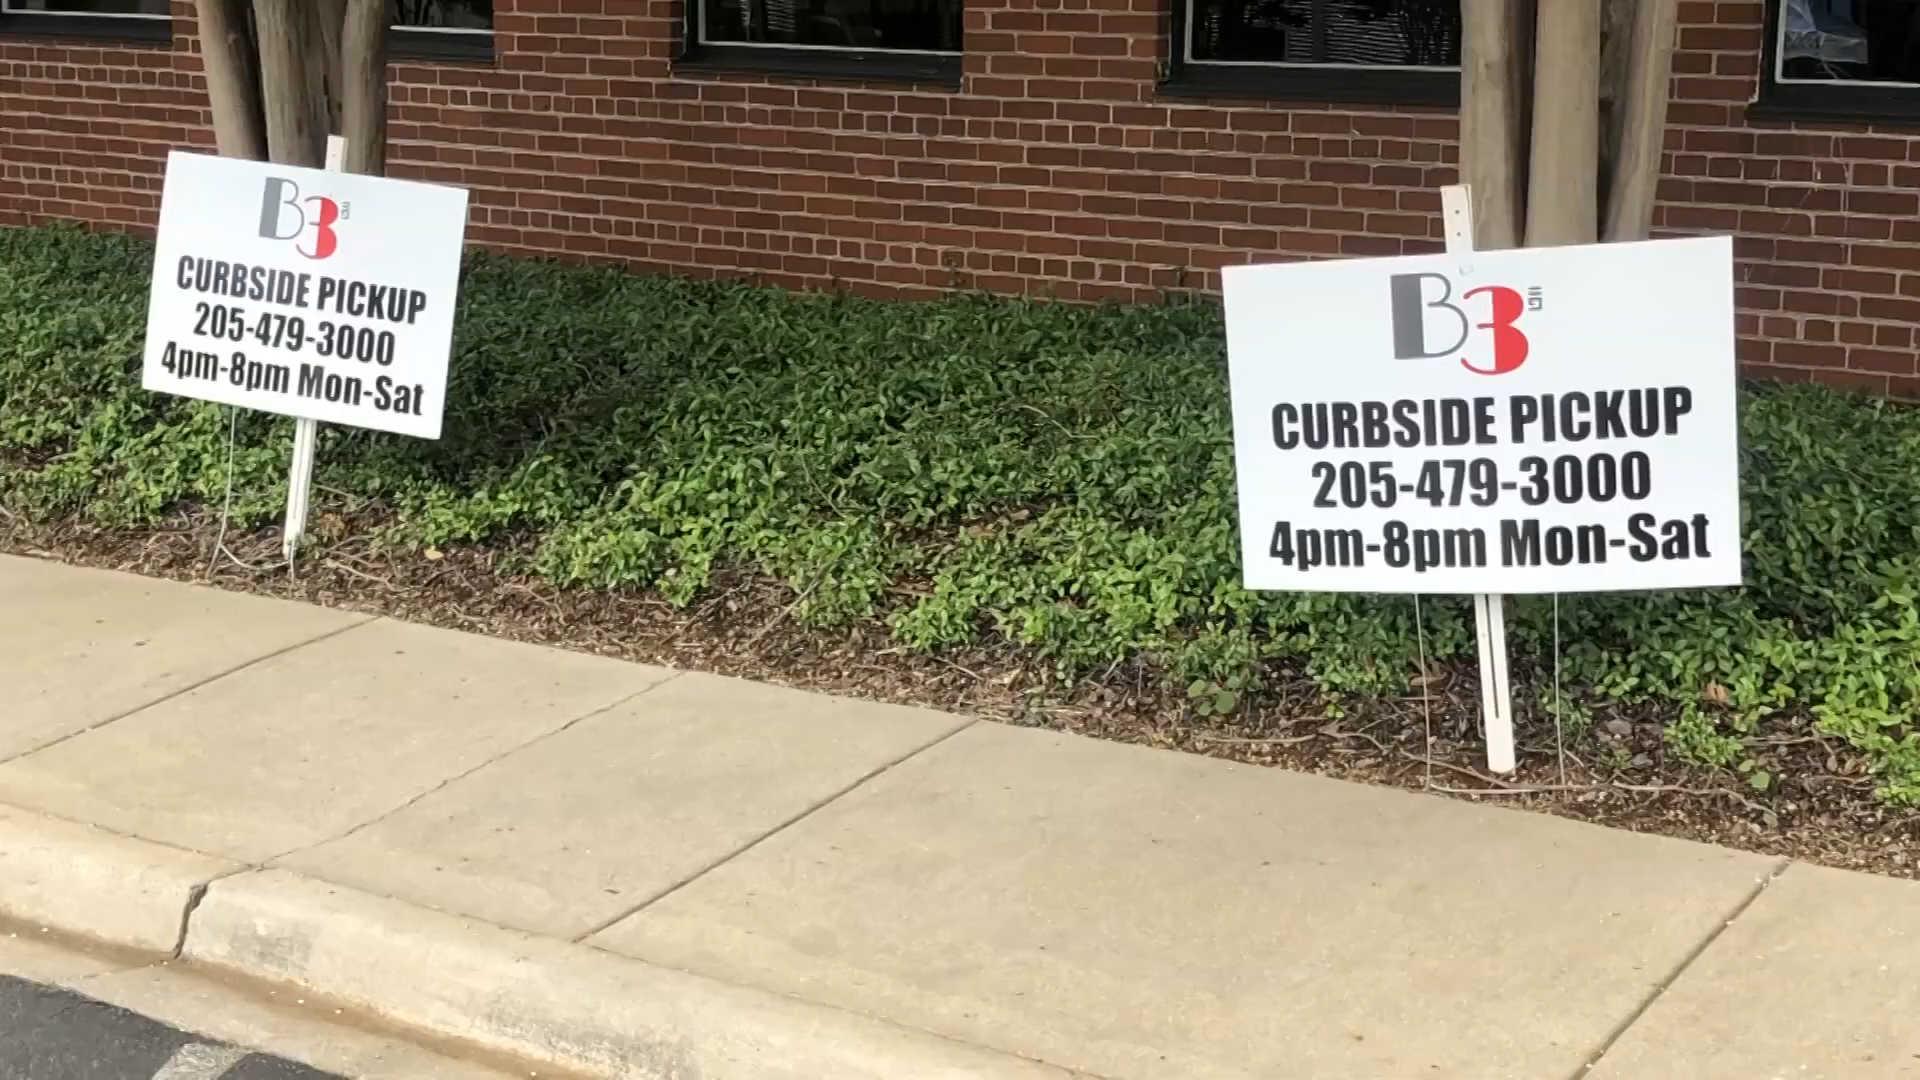 B3
CURBSIDE PICKUP
205-479-3000
4pm-8pm Mon-Sat
B3
CURBSIDE PICKUP
205-479-3000
4pm-8pm Mon-Sat